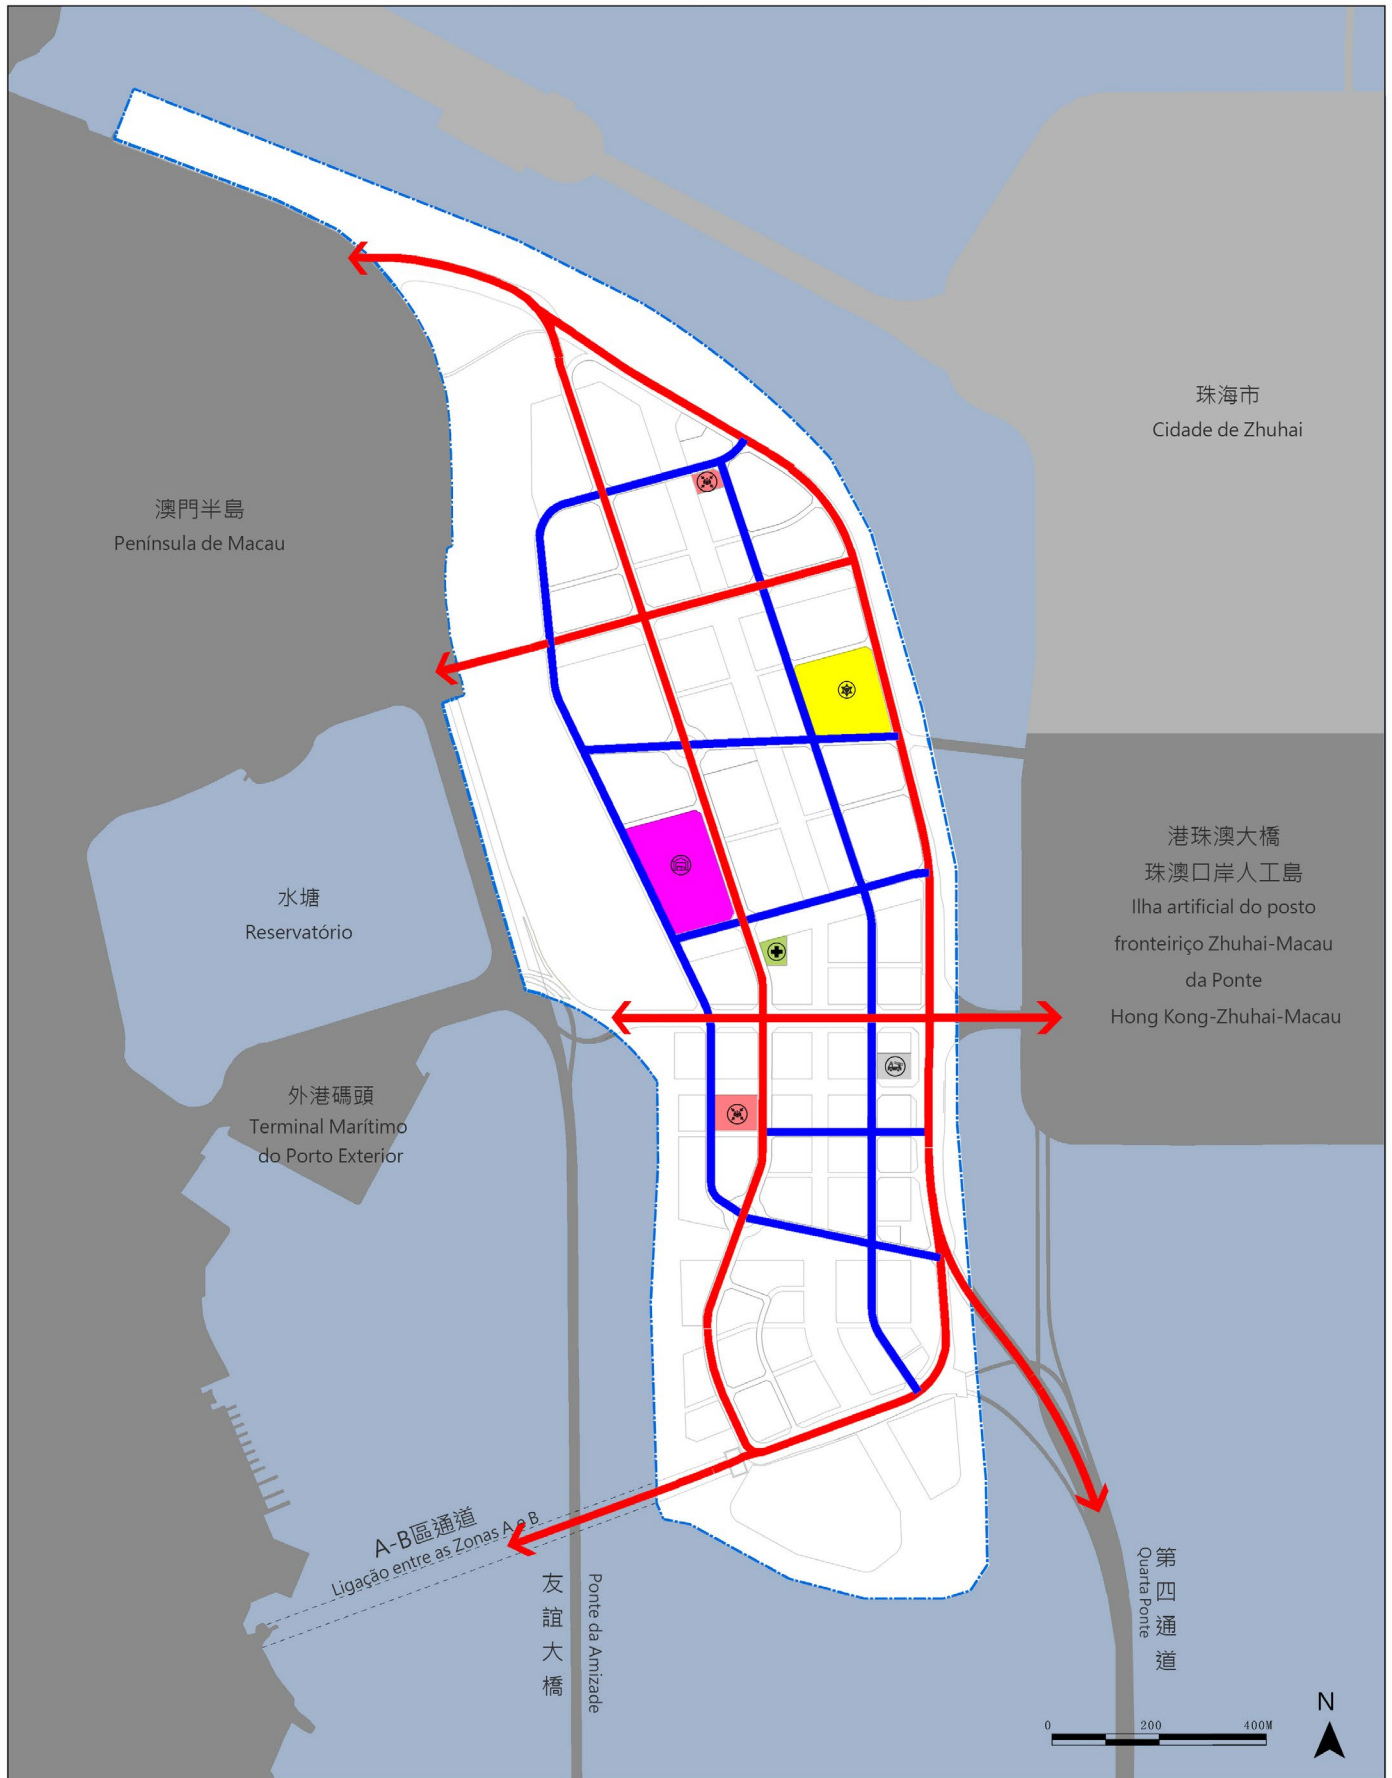 珠海市
Cidade de Zhuhai
澳門半島
Península de Macau
港珠澳大橋
珠澳口岸人工島
Ilha artificial do posto
fronteiriço Zhuhai-Macau
da Ponte
Hong Kong-Zhuhai-Macau
水塘
Reservatório
外港碼頭
Terminal Marítimo
do Porto Exterior
A-B區通道
Ligação entre as Zonas A e B
友誼大橋
Ponte da Amizade
第四通道
Quarta Ponte
N
0 200 400M